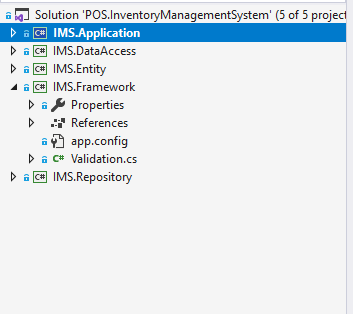 Solution 'POS.InventoryManagementSystem' (5 of 5 project
C# IMS.Application
C# IMS.DataAccess
C# IMS.Entity
C# IMS.Framework
Properties
References
app.config
C# Validation.cs
C# IMS.Repository